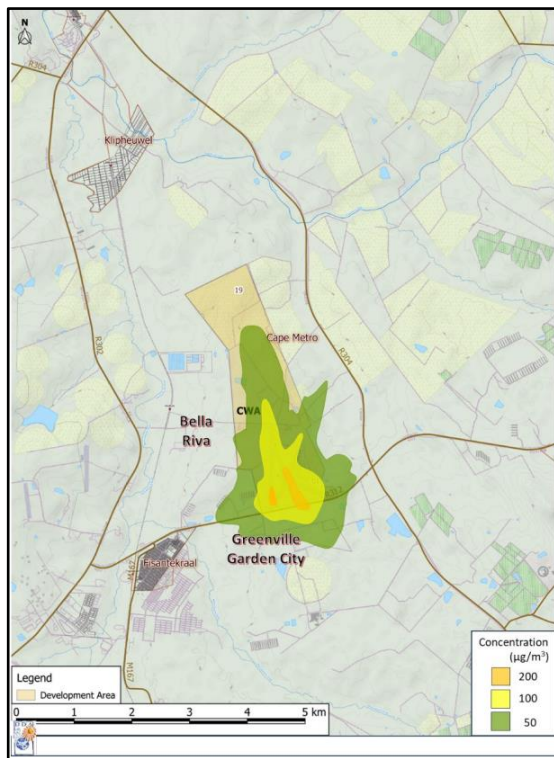 N
R304
Klipheuwel
19
Cape Metro
R302
R304
CWA
Bella
Riva
R312
Greenville
Garden City
Fisantekraal
M167
M167
Concentration
(µg/m³)
200
100
50
Legend
Development Area
0 1 2 3 4 5 km